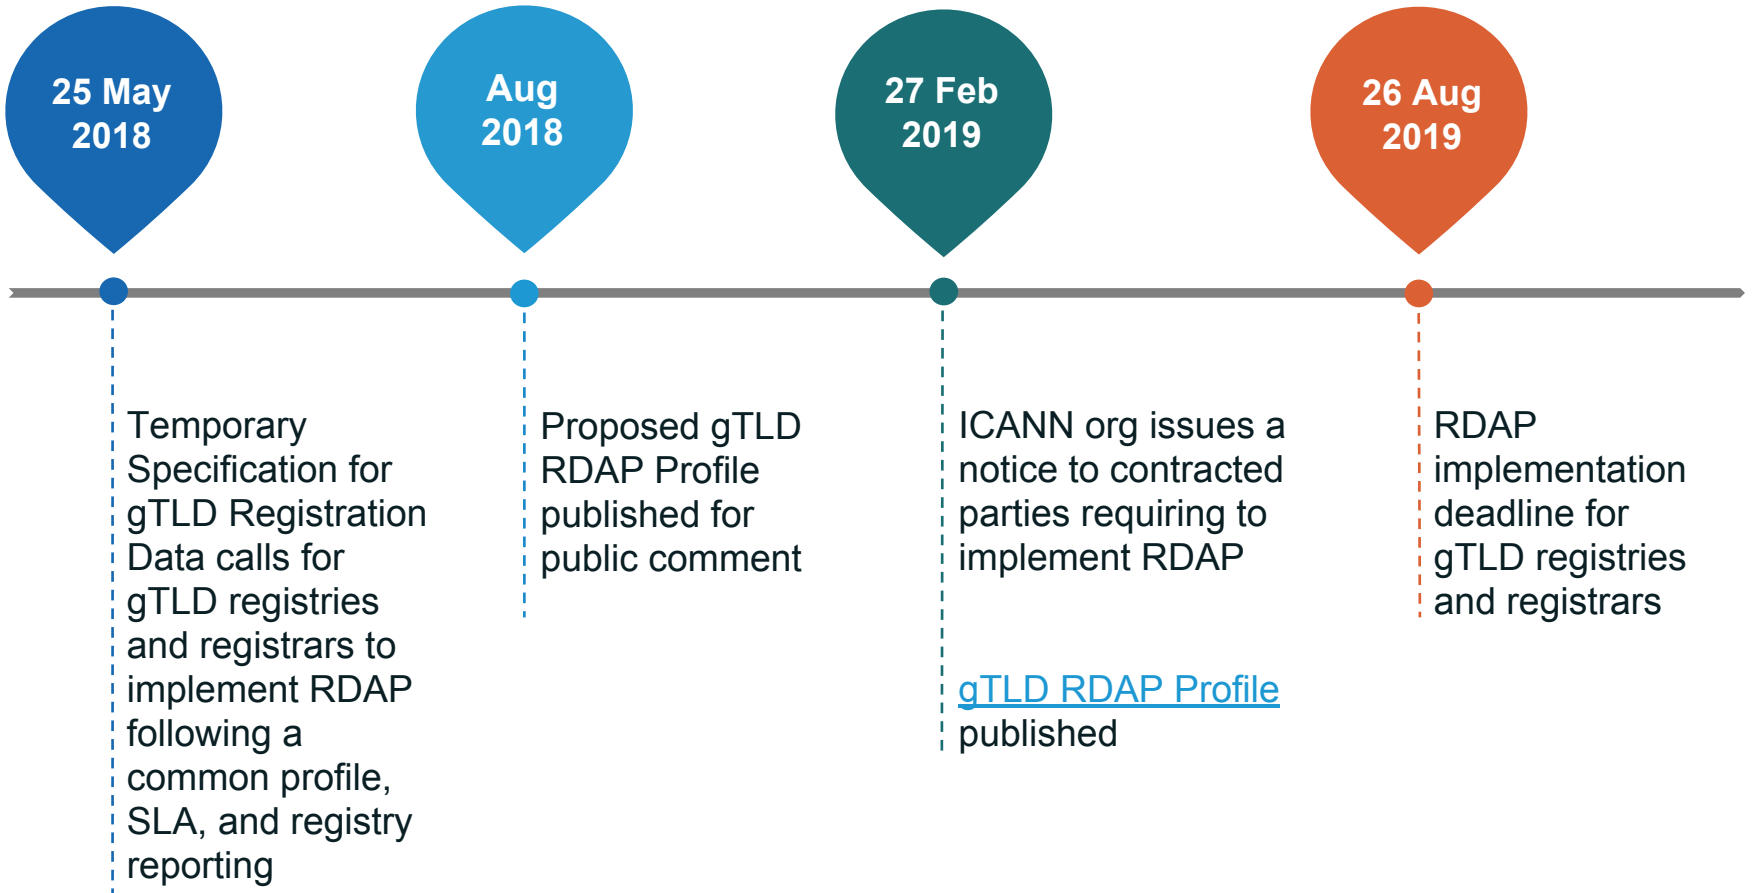 25 May
2018
Aug
2018
27 Feb
2019
26 Aug
2019
Temporary
Specification for
gTLD Registration
Data calls for
gTLD registries
and registrars to
implement RDAP
following a
common profile,
SLA, and registry
reporting
Proposed gTLD
RDAP Profile
published for
public comment
ICANN org issues a
notice to contracted
parties requiring to
implement RDAP
gTLD RDAP Profile
published
RDAP
implementation
deadline for
gTLD registries
and registrars